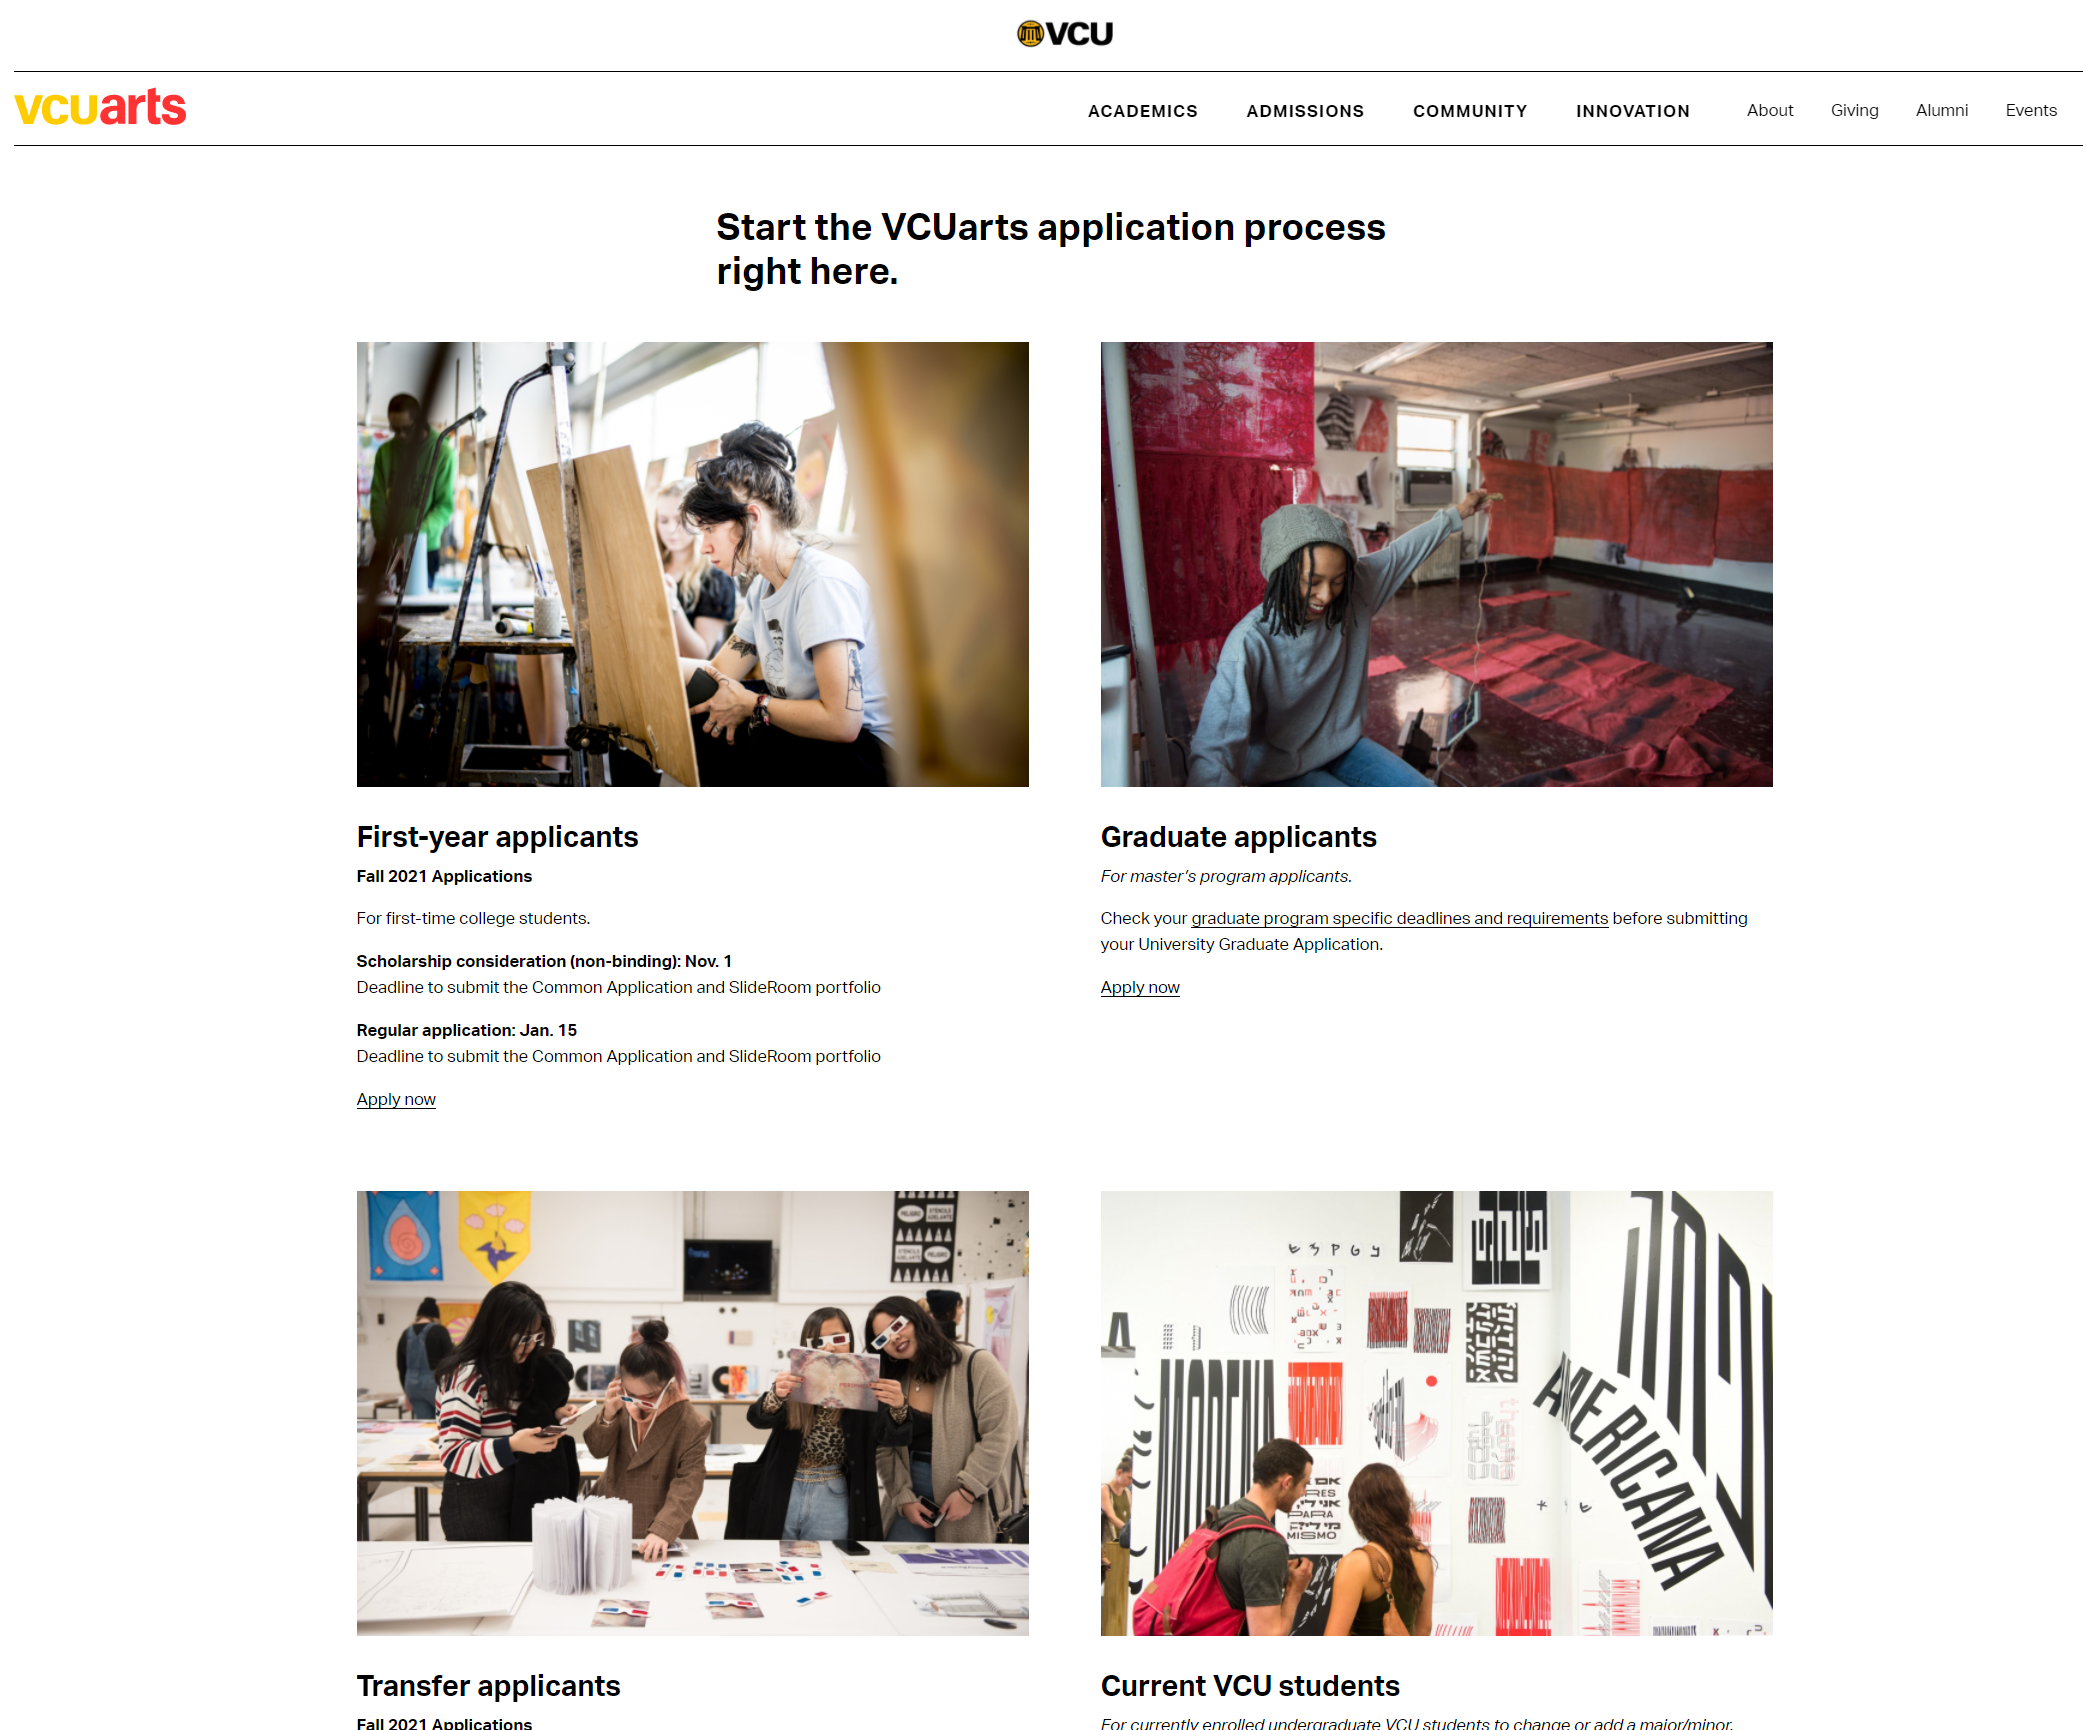 VCU
vcuarts
ACADEMICS
ADMISSIONS
COMMUNITY
INNOVATION
About
Giving
Alumni
Events
Start the VCUarts application process
right here.
First-year applicants
Fall 2021 Applications
For first-time college students.
Scholarship consideration (non-binding): Nov. 1
Deadline to submit the Common Application and SlideRoom portfolio
Regular application: Jan. 15
Deadline to submit the Common Application and SlideRoom portfolio
Apply now
Graduate applicants
For master's program applicants.
Check your graduate program specific deadlines and requirements before submitting
your University Graduate Application.
Apply now
PELIGRO
PELIGRO
AMERICANA
PARA
MISMO
Transfer applicants
Fall 2021 Applications
Current VCU students
For currently enrolled undergraduate VCU students to change or add a major/minor.